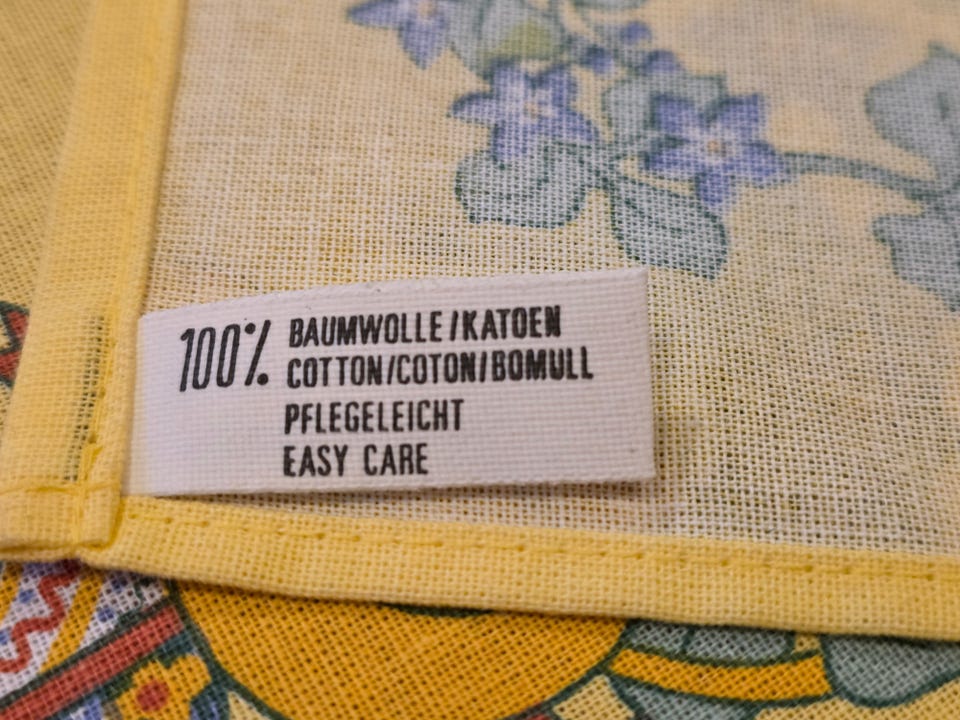 100% BAUMWOLLE/KATOEN
COTTON/COTON/BOMULL
PFLEGELEICHT
EASY CARE